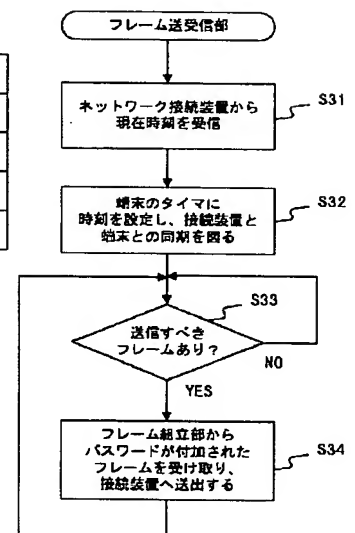 フレーム送受信部
ネットワーク接続装置から
現在時刻を受信
S31
端末のタイマに
時刻を設定し、接続装置と
端末との同期を図る
S32
送信すべき
フレームあり?
S33
NO
YES
フレーム組立部から
パスワードが付加された
フレームを受け取り、
接続装置へ送出する
S34